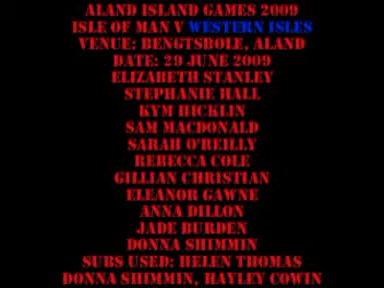 ALAND ISLAND GAMES 2009
ISLE OF MAN V WESTERN ISLES
VENUE: BENGTSBOLE, ALAND
DATE: 29 JUNE 2009
ELIZABETH STANLEY
STEPHANIE HALL
KYM HICKLIN
SAM MACDONALD
SARAH O'REILLY
REBECCA COLE
GILLIAN CHRISTIAN
ELEANOR GAWNE
ANNA DILLON
JADE BURDEN
DONNA SHIMMIN
SUBS USED: HELEN THOMAS
DONNA SHIMMIN, HAYLEY COWIN